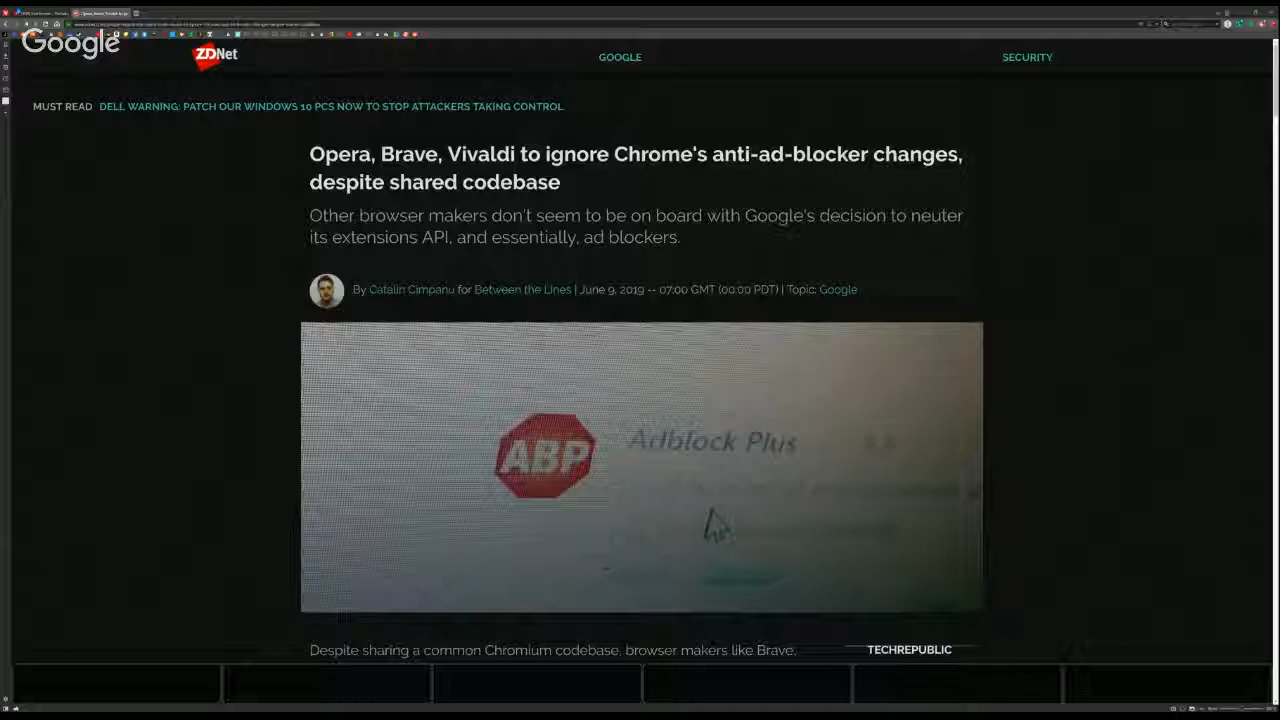 Google
ZDNet
GOOGLE
SECURITY
MUST READ DELL WARNING: PATCH OUR WINDOWS 10 PCS NOW TO STOP ATTACKERS TAKING CONTROL
Opera, Brave, Vivaldi to ignore Chrome's anti-ad-blocker changes,
despite shared codebase
Other browser makers don't seem to be on board with Google's decision to neuter
its extensions API, and essentially, ad blockers.
By Catalin Cimpanu for Between the Lines | June 9, 2019 -- 07:00 GMT (00:00 PDT) | Topic: Google
ABP
Adblock Plus
Despite sharing a common Chromium codebase, browser makers like Brave,
TECHREPUBLIC